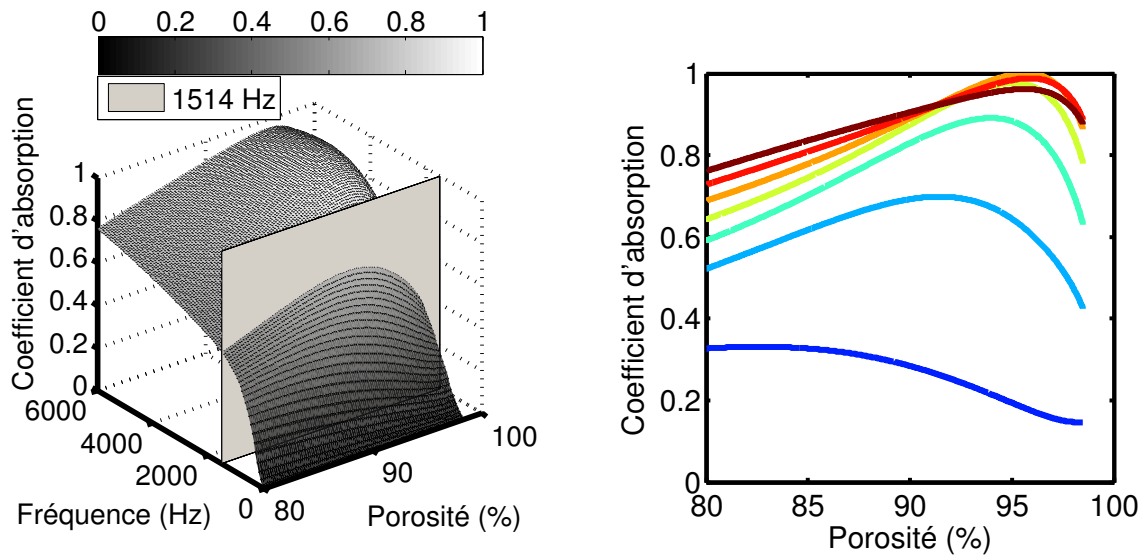 0 0.2 0.4 0.6 0.8 1
1514 Hz
Coefficient d'absorption
1
0.8
0.6
0.4
0.2
0
6000
4000
2000
0
Fréquence (Hz)
80
90
100
Porosité (%)
Coefficient d'absorption
1
0.8
0.6
0.4
0.2
0
80 85 90 95 100
Porosité (%)